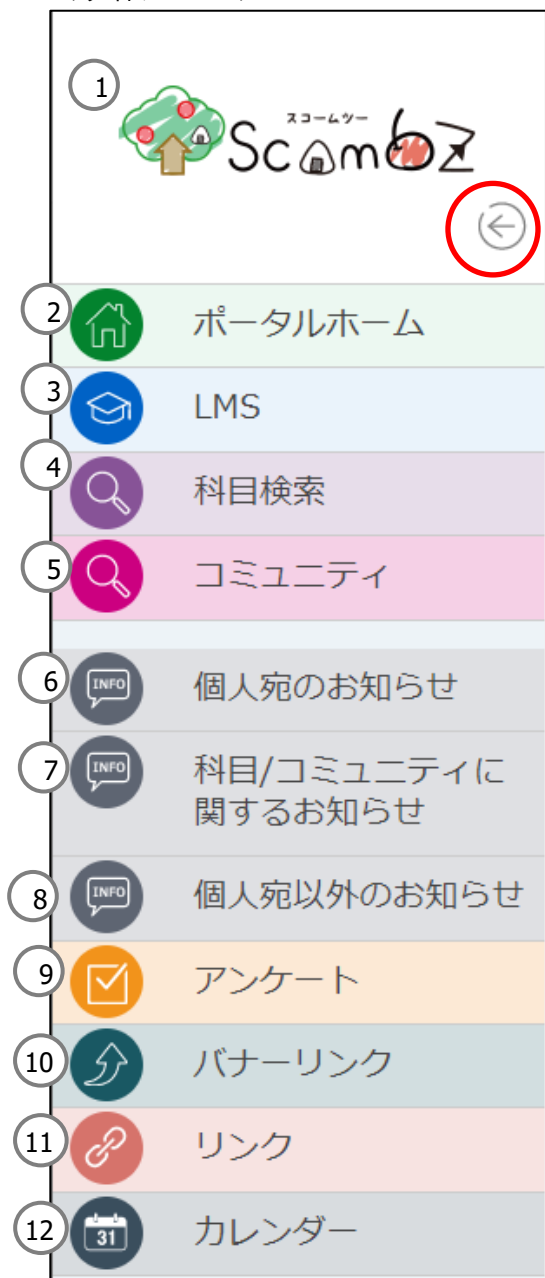 1
スコームツー
ScombZ
2
ポータルホーム
3
LMS
4
科目検索
5
コミュニティ
6
INFO
個人宛のお知らせ
7
INFO
科目/コミュニティに
関するお知らせ
8
INFO
個人宛以外のお知らせ
9
アンケート
10
バナーリンク
11
リンク
12
31
カレンダー